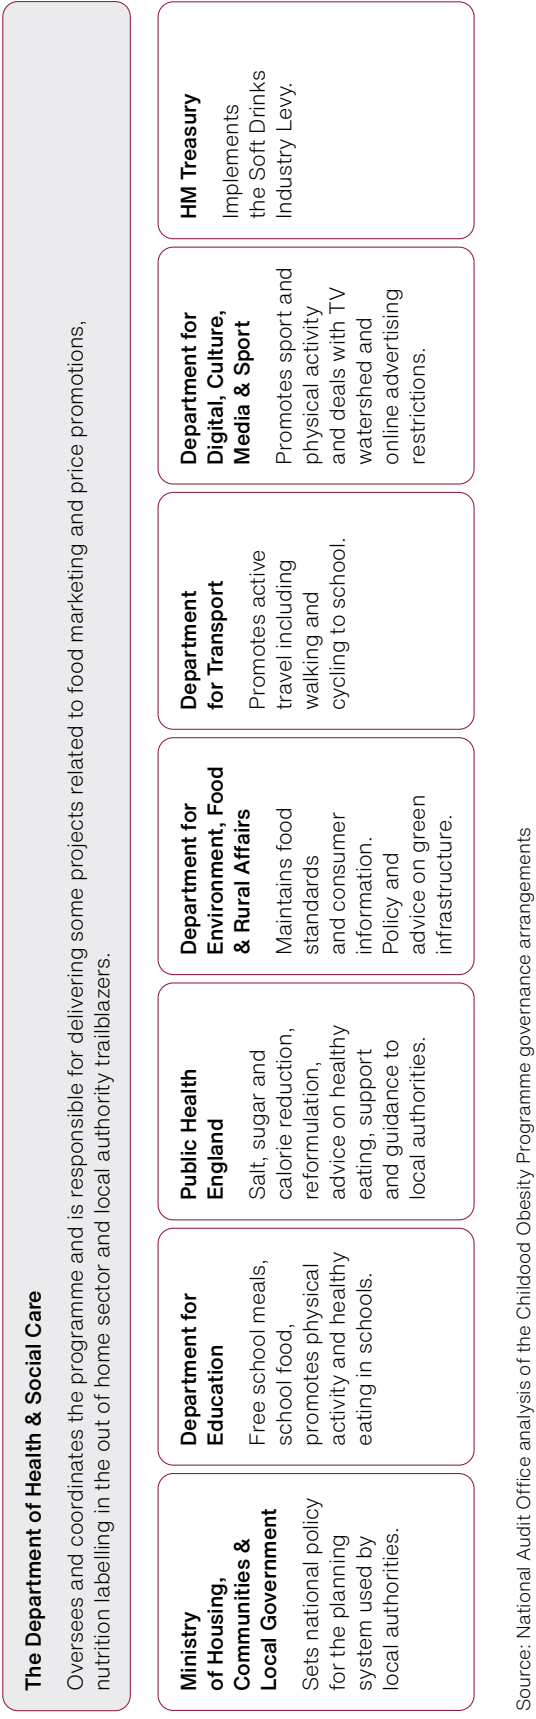 The Department of Health & Social Care
Oversees and coordinates the programme and is responsible for delivering some projects related to food marketing and price promotions,
nutrition labelling in the out of home sector and local authority trailblazers.
Ministry
of Housing,
Communities &
Local Government
Sets national policy
for the planning
system used by
local authorities.
Department for
Education
Free school meals,
school food,
promotes physical
activity and healthy
eating in schools.
Public Health
England
Salt, sugar and
calorie reduction,
reformulation,
advice on healthy
eating, support
and guidance to
local authorities.
Department for
Environment, Food
& Rural Affairs
Maintains food
standards
and consumer
information.
Policy and
advice on green
infrastructure.
Department
for Transport
Promotes active
travel including
walking and
cycling to school.
Department for
Digital, Culture,
Media & Sport
Promotes sport and
physical activity
and deals with TV
watershed and
online advertising
restrictions.
HM Treasury
Implements
the Soft Drinks
Industry Levy.
Source: National Audit Office analysis of the Childood Obesity Programme governance arrangements